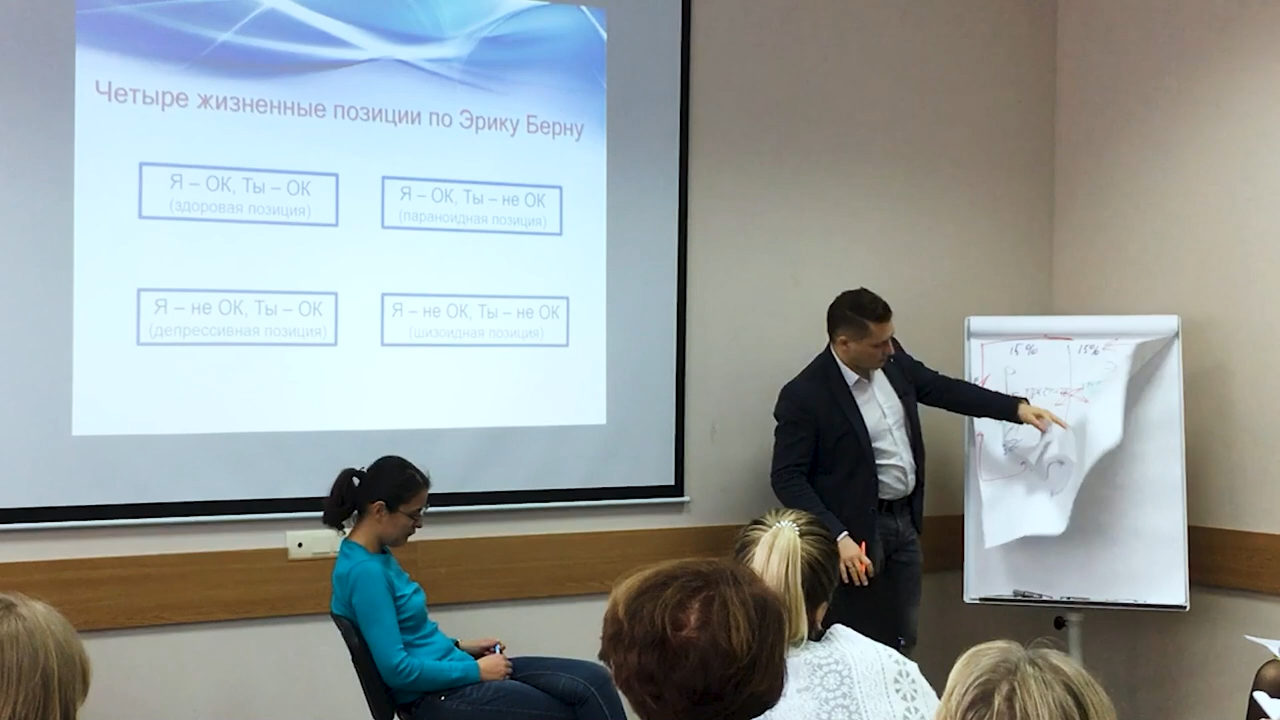 Четыре жизненные позиции по Эрику Берну
Я – ОК, Ты – ОК
(здоровая позиция)
Я – ОК, Ты – не ОК
(параноидная позиция)
Я – не ОК, Ты – ОК
(депрессивная позиция)
Я – не ОК, Ты – не ОК
(шизоидная позиция)
15%
15%